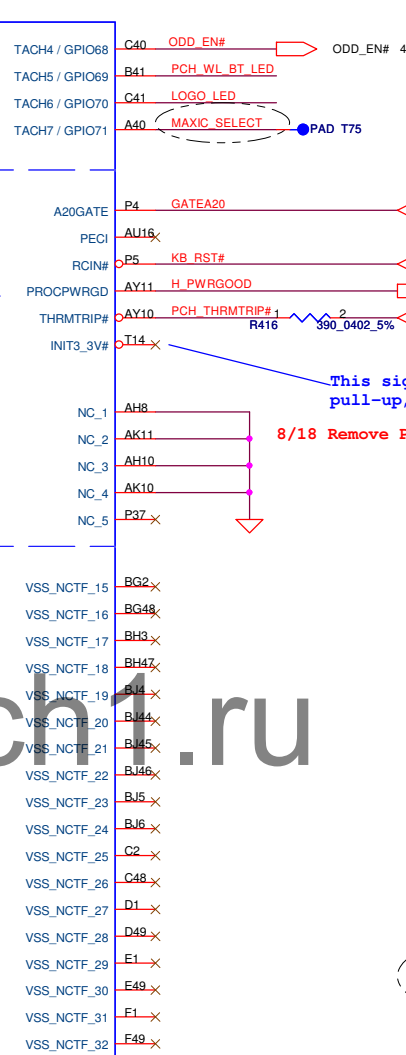 TACH4 / GPIO68 C40 ODD_EN# ODD_EN# 4
TACH5 / GPIO69 B41 PCH_WL_BT_LED
TACH6 / GPIO70 C41 LOGO_LED
TACH7 / GPIO71 A40 MAXIC_SELECT PAD T75
A20GATE P4 GATEA20
PECI AU16
RCIN# P5 KB_RST#
PROCPWRGD AY11 H_PWRGOOD
THRMTRIP# AY10 PCH_THRMTRIP# 1 R416 2 390_0402_5%
INIT3_3V# T14
This sig
pull-up,
NC_1 AH8
NC_2 AK11 8/18 Remove P
NC_3 AH10
NC_4 AK10
NC_5 P37
VSS_NCTF_15 BG2
VSS_NCTF_16 BG48
VSS_NCTF_17 BH3
VSS_NCTF_18 BH47
VSS_NCTF_19 BJ4
VSS_NCTF_20 BJ44
ch1.ru
VSS_NCTF_21 BJ45
VSS_NCTF_22 BJ46
VSS_NCTF_23 BJ5
VSS_NCTF_24 BJ6
VSS_NCTF_25 C2
VSS_NCTF_26 C48
VSS_NCTF_27 D1
VSS_NCTF_28 D49
VSS_NCTF_29 E1
VSS_NCTF_30 E49
VSS_NCTF_31 F1
VSS_NCTF_32 F49